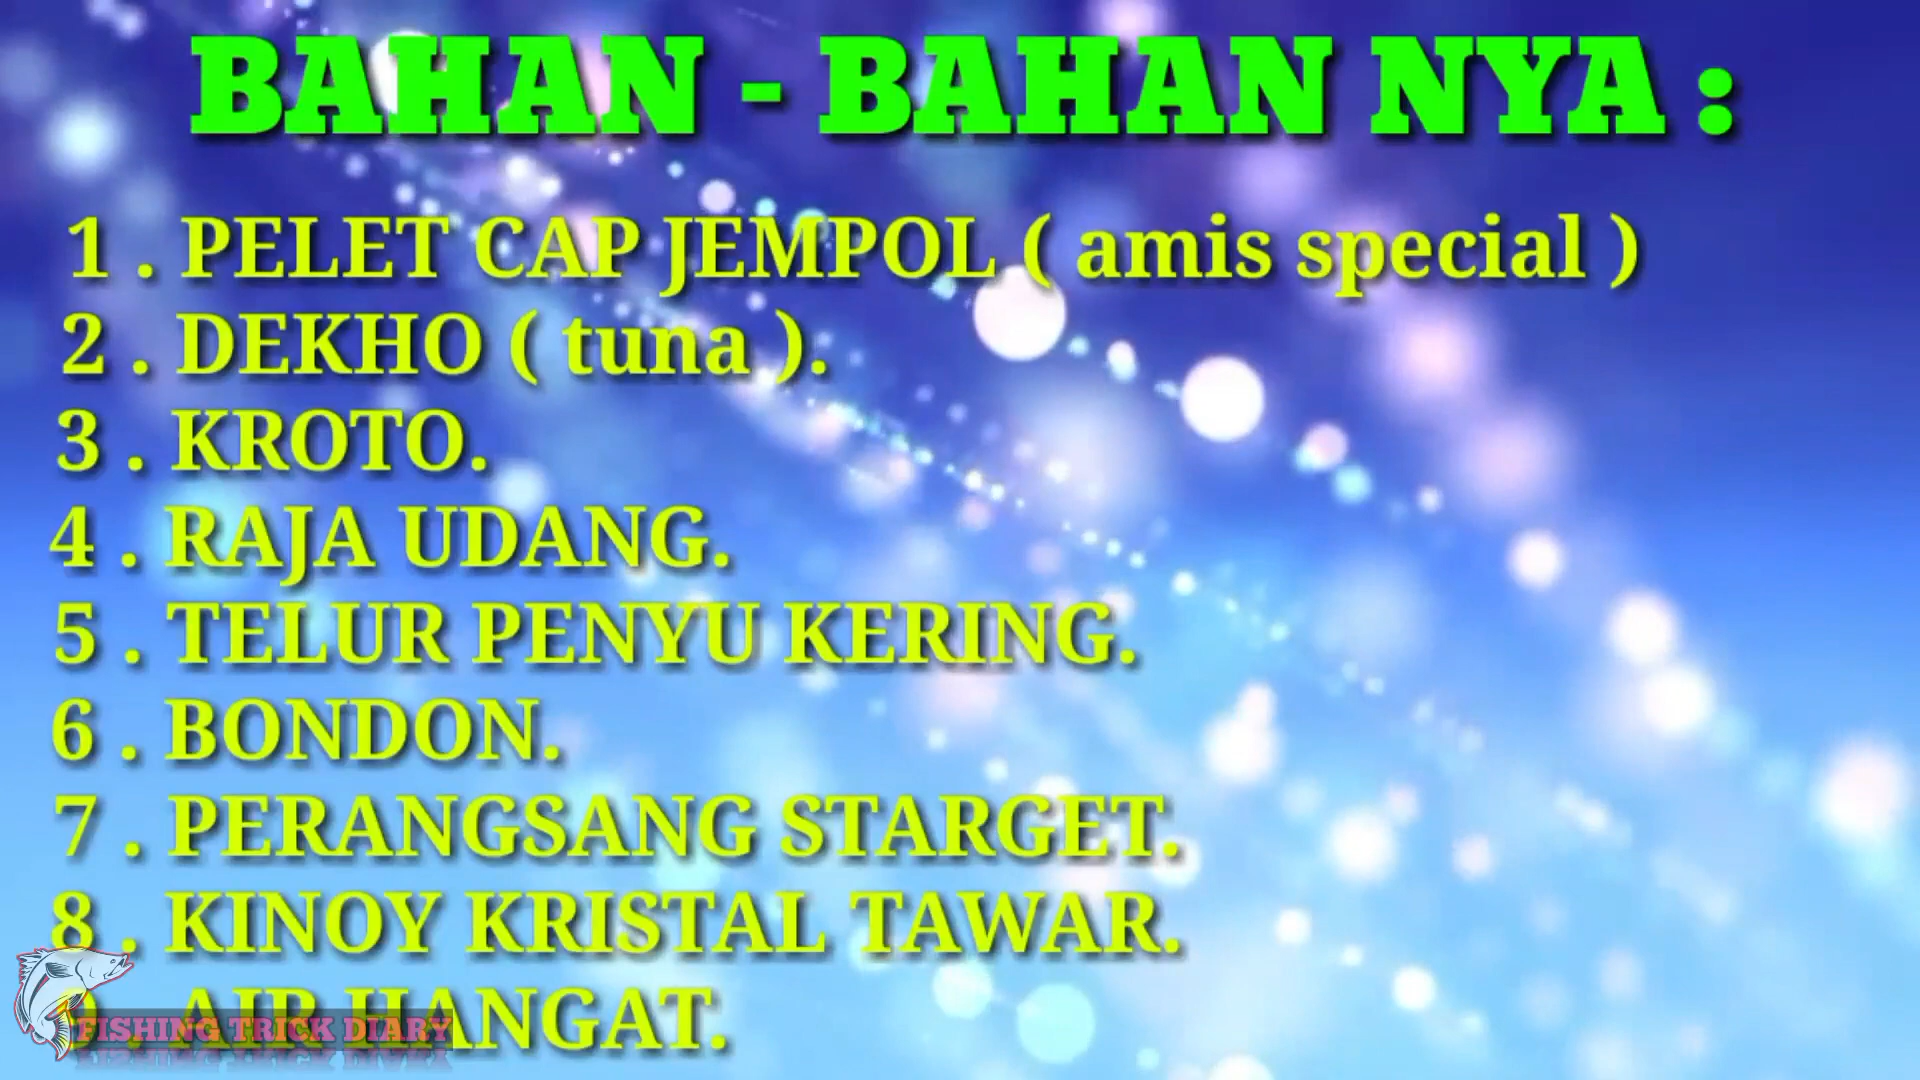 BAHAN - BAHAN NYA :
1 . PELET CAP JEMPOL ( amis special )
2 . DEKHO ( tuna ).
3 . KROTO.
4 . RAJA UDANG.
5 . TELUR PENYU KERING.
6 . BONDON.
7 . PERANGSANG STARGET.
8 . KINOY KRISTAL TAWAR.
9 . AIR HANGAT.
FISHING TRICK DIARY